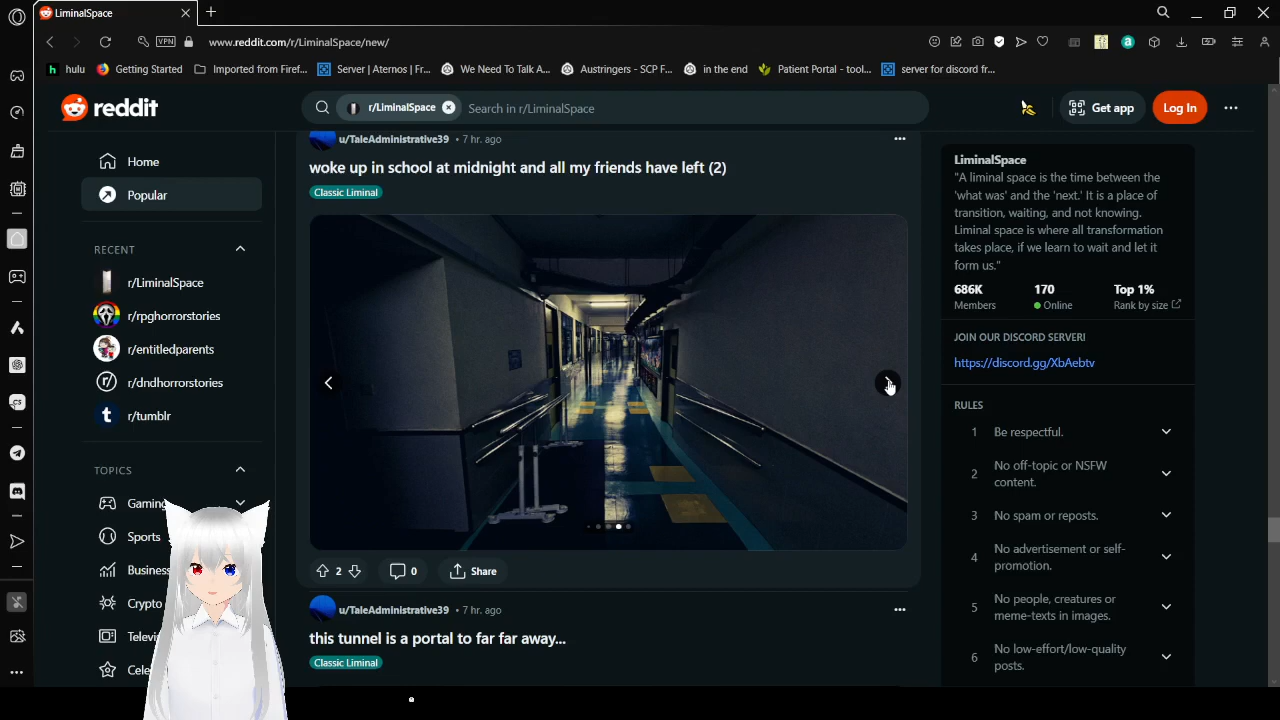 LiminalSpace
www.reddit.com/r/LiminalSpace/new/
VPN
hulu
Getting Started
Imported from Firef...
Server | Aternos | Fr...
We Need To Talk A...
Austringers - SCP F...
in the end
Patient Portal - tool...
server for discord fr...
reddit
r/LiminalSpace
Search in r/LiminalSpace
Get app
Log In
Home
Popular
RECENT
r/LiminalSpace
r/rpghorrorstories
r/entitledparents
r/dndhorrorstories
r/tumblr
TOPICS
Gaming
Sports
Business
Crypto
Televi
Cele
u/TaleAdministrative39 • 7 hr. ago
woke up in school at midnight and all my friends have left (2)
Classic Liminal
2
0
Share
u/TaleAdministrative39 • 7 hr. ago
this tunnel is a portal to far far away...
Classic Liminal
LiminalSpace
"A liminal space is the time between the
'what was' and the 'next.' It is a place of
transition, waiting, and not knowing.
Liminal space is where all transformation
takes place, if we learn to wait and let it
form us."
686K 170 Top 1%
Members Online Rank by size
JOIN OUR DISCORD SERVER!
https://discord.gg/XbAebtv
RULES
1 Be respectful.
2 No off-topic or NSFW
content.
3 No spam or reposts.
4 No advertisement or self-
promotion.
5 No people, creatures or
meme-texts in images.
6 No low-effort/low-quality
posts.